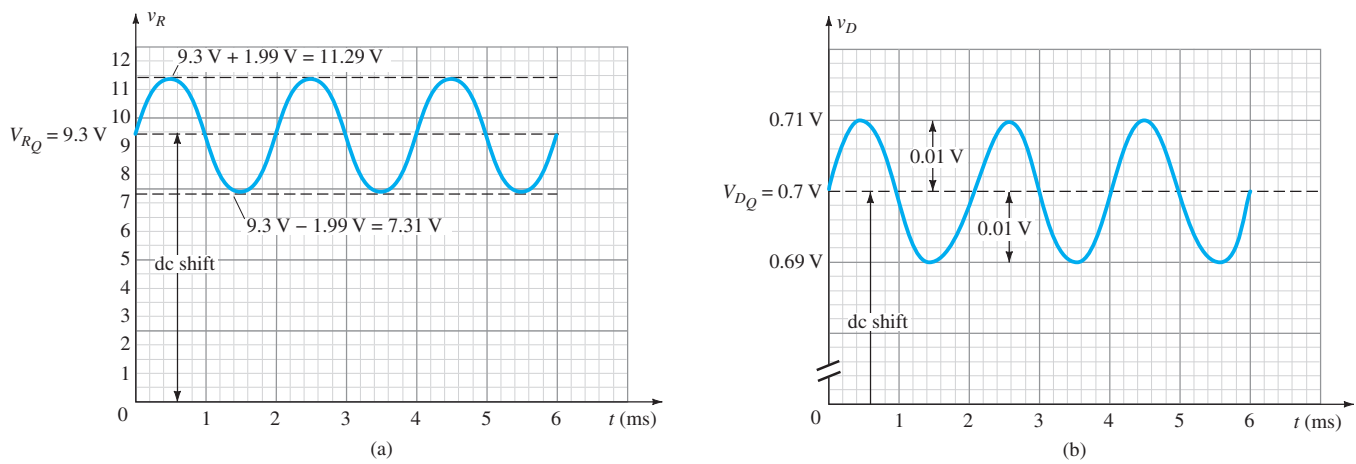 v_R
12
9.3 V + 1.99 V = 11.29 V
11
10
V_{R_Q} = 9.3 V
9
8
7
9.3 V − 1.99 V = 7.31 V
6
5
dc shift
4
3
2
1
0
1 2 3 4 5 6 t (ms)
(a)
v_D
0.71 V
0.01 V
V_{D_Q} = 0.7 V
0.01 V
0.69 V
dc shift
0 1 2 3 4 5 6 t (ms)
(b)